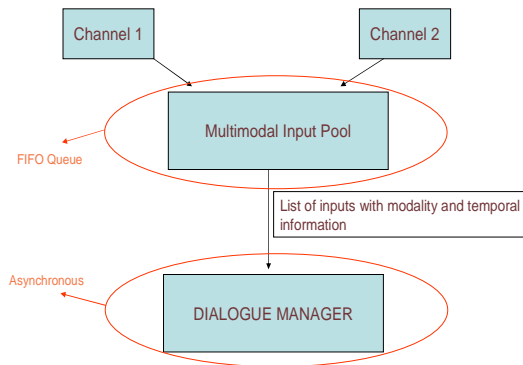 Channel 1
Channel 2
Multimodal Input Pool
FIFO Queue
List of inputs with modality and temporal
information
Asynchronous
DIALOGUE MANAGER